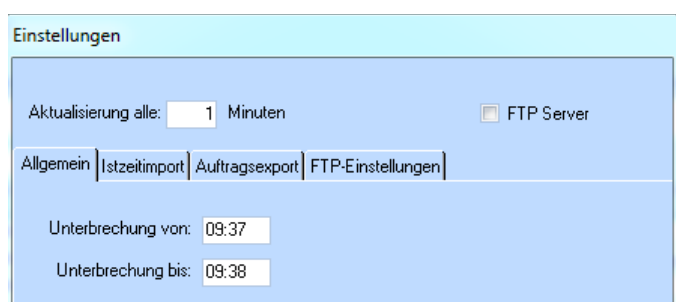 Einstellungen
Aktualisierung alle: 1 Minuten FTP Server
Allgemein Istzeitimport Auftragsexport FTP-Einstellungen
Unterbrechung von: 09:37
Unterbrechung bis: 09:38